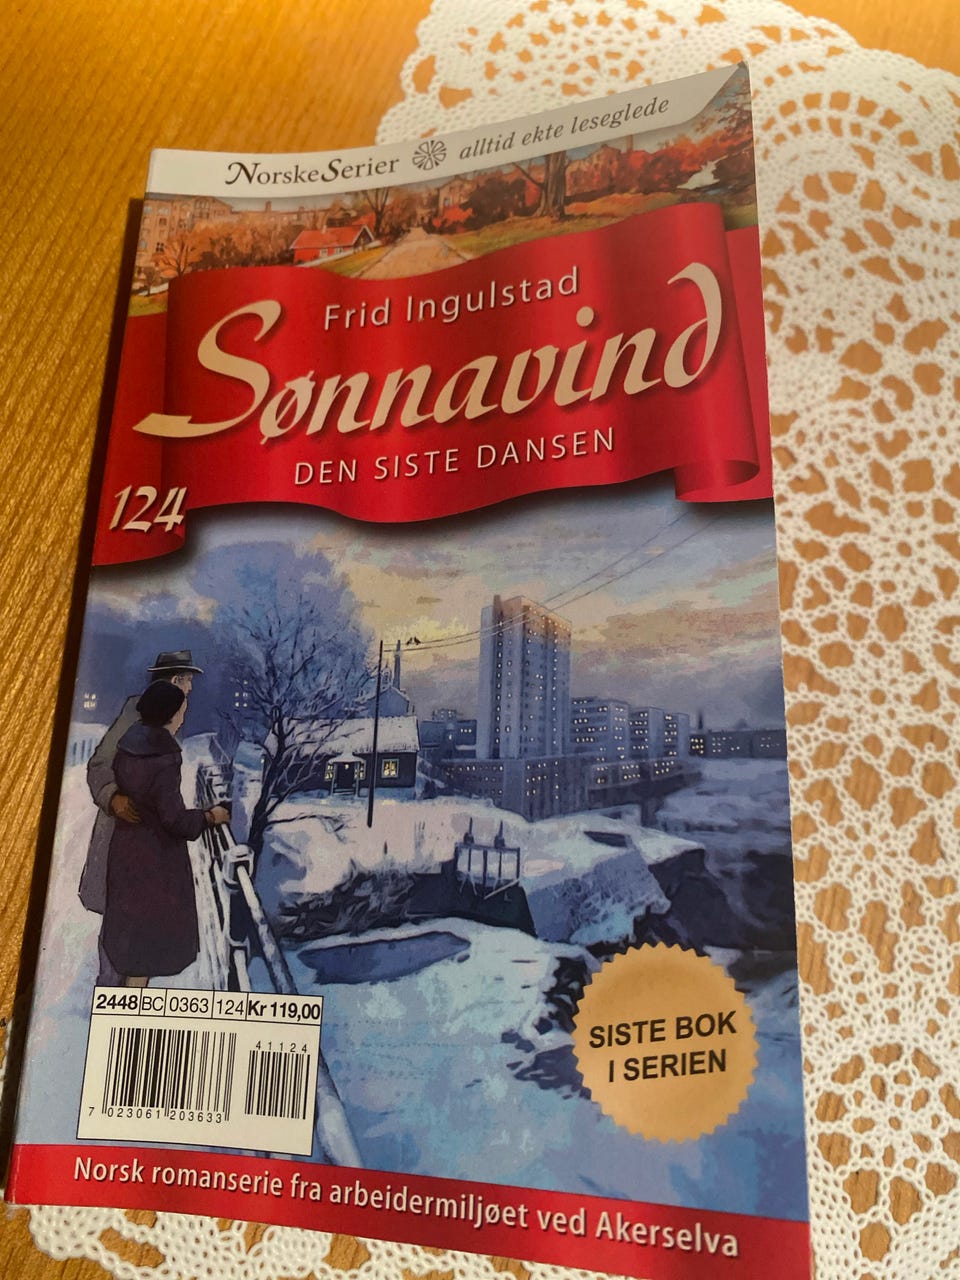 NorskeSerier alltid ekte leseglede
Frid Ingulstad
Sønnavind
DEN SISTE DANSEN
124
2448 BC 0363 124 Kr 119,00
41124
7 023061 203633
SISTE BOK
I SERIEN
Norsk romanserie fra arbeidermiljøet ved Akerselva